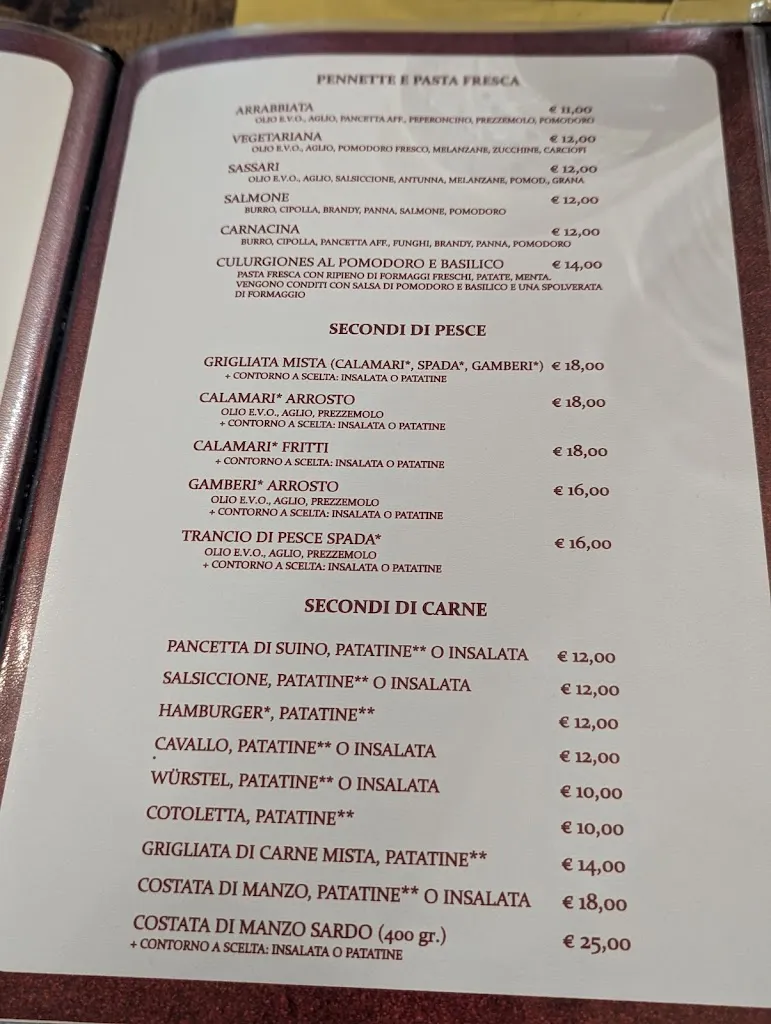 PENNETTE E PASTA FRESCA
ARRABBIATA € 11,00
OLIO E.V.O., AGLIO, PANCETTA AFF., PEPERONCINO, PREZZEMOLO, POMODORO
VEGETARIANA € 12,00
OLIO E.V.O., AGLIO, POMODORO FRESCO, MELANZANE, ZUCCHINE, CARCIOFI
SASSARI € 12,00
OLIO E.V.O., AGLIO, SALSICCIONE, ANTUNNA, MELANZANE, POMOD., GRANA
SALMONE € 12,00
BURRO, CIPOLLA, BRANDY, PANNA, SALMONE, POMODORO
CARNACINA € 12,00
BURRO, CIPOLLA, PANCETTA AFF., FUNGHI, BRANDY, PANNA, POMODORO
CULURGIONES AL POMODORO E BASILICO € 14,00
PASTA FRESCA CON RIPIENO DI FORMAGGI FRESCHI, PATATE, MENTA.
VENGONO CONDITI CON SALSA DI POMODORO E BASILICO E UNA SPOLVERATA
DI FORMAGGIO
SECONDI DI PESCE
GRIGLIATA MISTA (CALAMARI*, SPADA*, GAMBERI*) € 18,00
+ CONTORNO A SCELTA: INSALATA O PATATINE
CALAMARI* ARROSTO € 18,00
OLIO E.V.O., AGLIO, PREZZEMOLO
+ CONTORNO A SCELTA: INSALATA O PATATINE
CALAMARI* FRITTI € 18,00
+ CONTORNO A SCELTA: INSALATA O PATATINE
GAMBERI* ARROSTO € 16,00
OLIO E.V.O., AGLIO, PREZZEMOLO
+ CONTORNO A SCELTA: INSALATA O PATATINE
TRANCIO DI PESCE SPADA* € 16,00
OLIO E.V.O., AGLIO, PREZZEMOLO
+ CONTORNO A SCELTA: INSALATA O PATATINE
SECONDI DI CARNE
PANCETTA DI SUINO, PATATINE** O INSALATA € 12,00
SALSICCIONE, PATATINE** O INSALATA € 12,00
HAMBURGER*, PATATINE** € 12,00
CAVALLO, PATATINE** O INSALATA € 12,00
WÜRSTEL, PATATINE** O INSALATA € 10,00
COTOLETTA, PATATINE** € 10,00
GRIGLIATA DI CARNE MISTA, PATATINE** € 14,00
COSTATA DI MANZO, PATATINE** O INSALATA € 18,00
COSTATA DI MANZO SARDO (400 gr.) € 25,00
+ CONTORNO A SCELTA: INSALATA O PATATINE